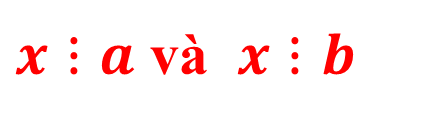 x ⋮ a và x ⋮ b